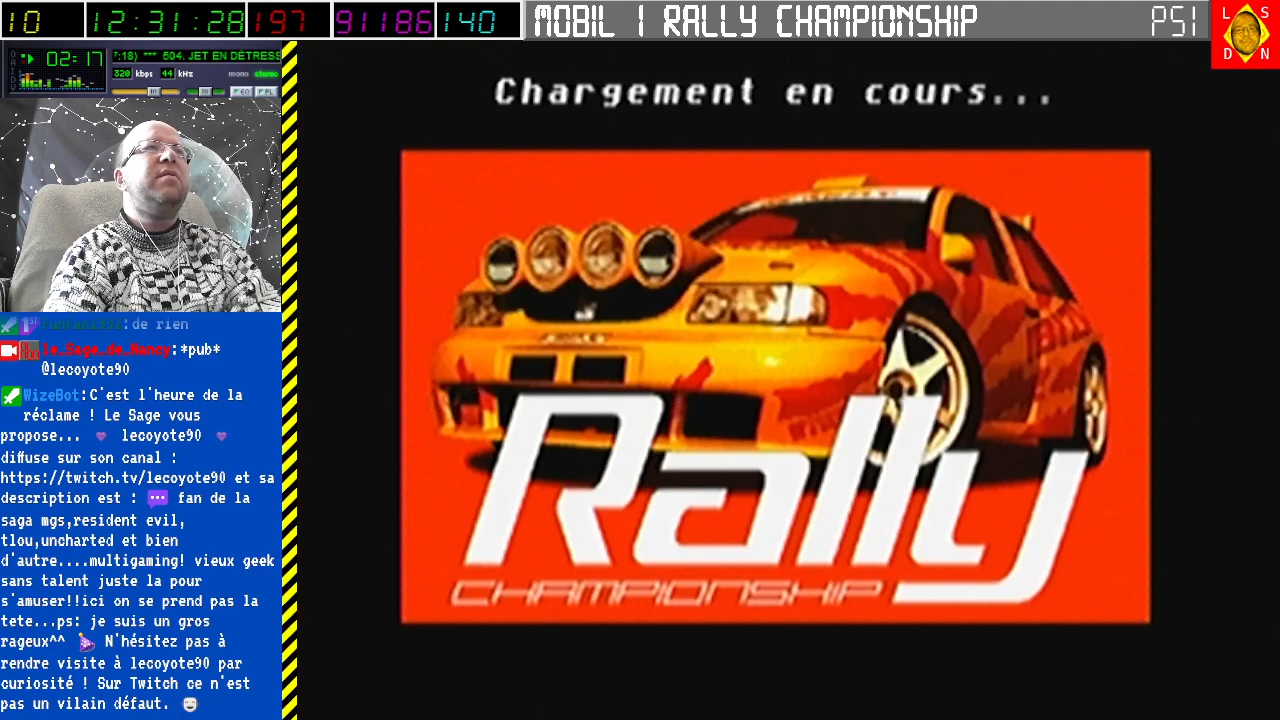 10
12:31:28
197
91186
140
MOBIL 1 RALLY CHAMPIONSHIP
PS1
L S
D N
02:17
7:18) *** 504. JET EN DÉTRESS
320 kbps 44 kHz mono stereo
EQ PL
Chargement en cours...
Rally
CHAMPIONSHIP
:de rien
Le_Sage_de_Nancy:*pub*
@lecoyote90
WizeBot:C'est l'heure de la
réclame ! Le Sage vous
propose... lecoyote90
diffuse sur son canal :
https://twitch.tv/lecoyote90 et sa
description est : fan de la
saga mgs,resident evil,
tlou,uncharted et bien
d'autre....multigaming! vieux geek
sans talent juste la pour
s'amuser!!ici on se prend pas la
tete...ps: je suis un gros
rageux^^ N'hésitez pas à
rendre visite à lecoyote90 par
curiosité ! Sur Twitch ce n'est
pas un vilain défaut.